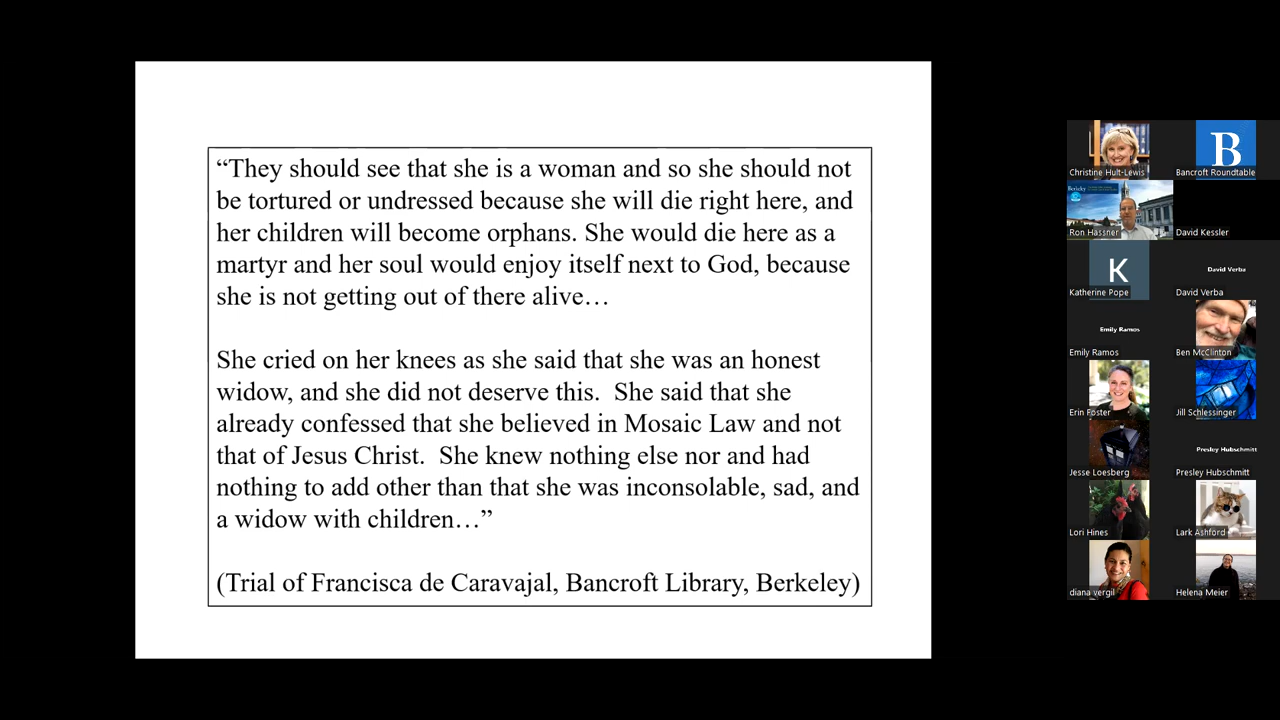 “They should see that she is a woman and so she should not
be tortured or undressed because she will die right here, and
her children will become orphans. She would die here as a
martyr and her soul would enjoy itself next to God, because
she is not getting out of there alive…
She cried on her knees as she said that she was an honest
widow, and she did not deserve this.  She said that she
already confessed that she believed in Mosaic Law and not
that of Jesus Christ.  She knew nothing else nor and had
nothing to add other than that she was inconsolable, sad, and
a widow with children…”
(Trial of Francisca de Caravajal, Bancroft Library, Berkeley)
Christine Hult-Lewis
B
Bancroft Roundtable
Berkeley
Ron Hassner
David Kessler
K
Katherine Pope
David Verba
David Verba
Emily Ramos
Emily Ramos
Ben McClinton
Erin Foster
Jill Schlessinger
Jesse Loesberg
Presley Hubschmitt
Presley Hubschmitt
Lori Hines
Lark Ashford
diana vergil
Helena Meier